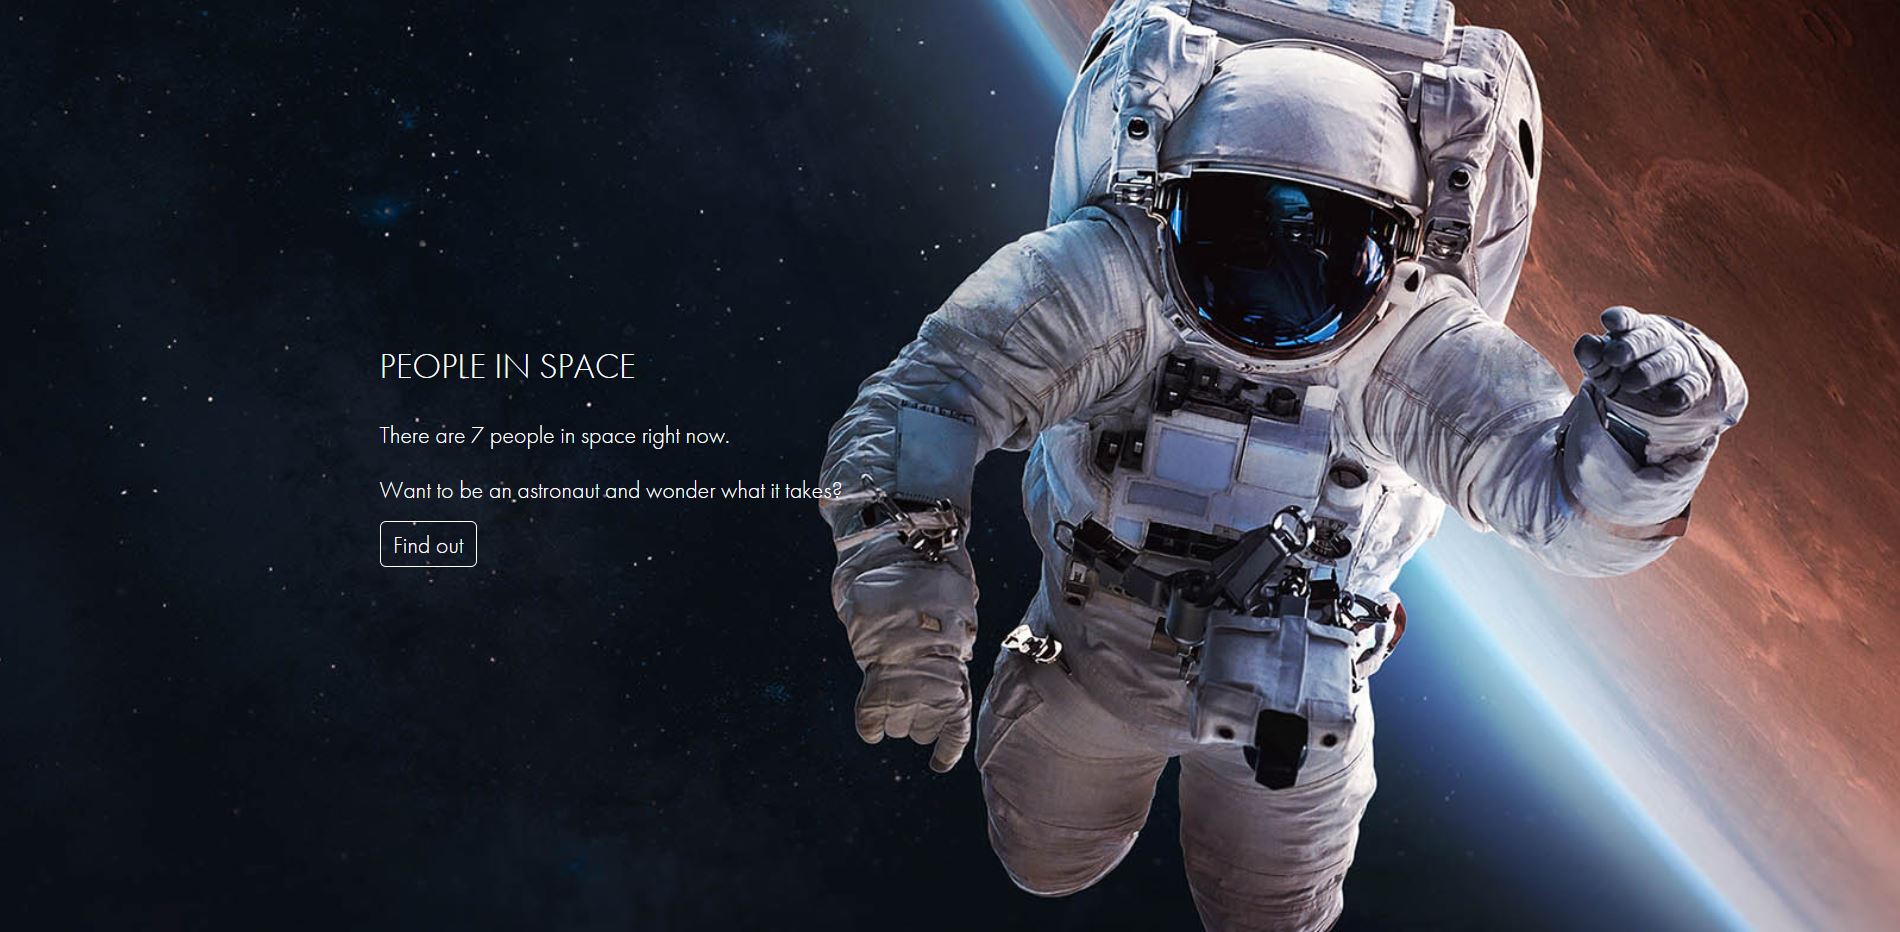 PEOPLE IN SPACE
There are 7 people in space right now.
Want to be an astronaut and wonder what it takes?
Find out